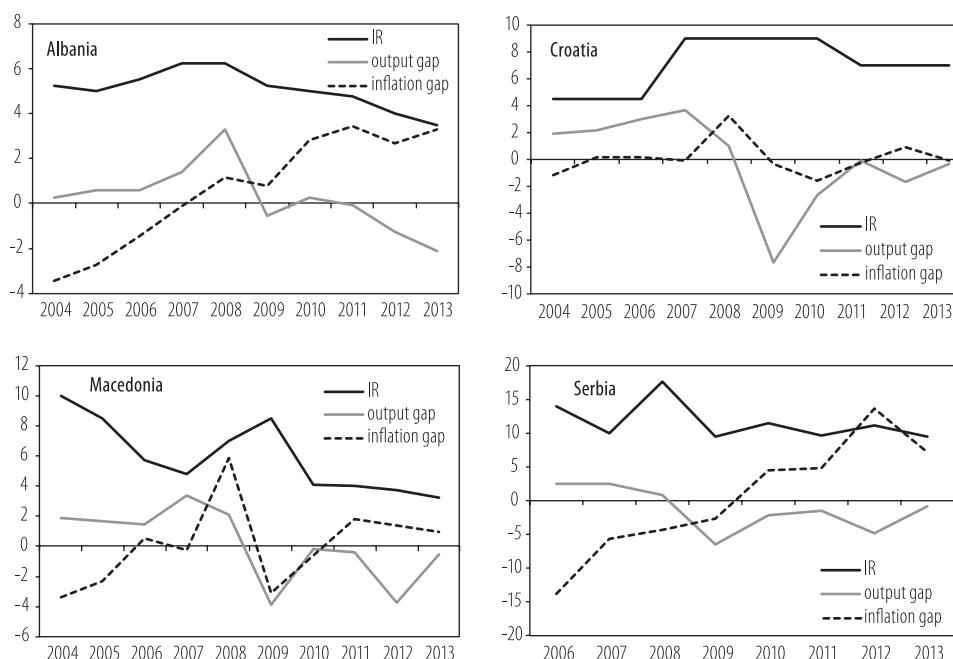 Albania
IR
output gap
inflation gap
8
6
4
2
0
–2
–4
2004 2005 2006 2007 2008 2009 2010 2011 2012 2013
Croatia
IR
output gap
inflation gap
10
8
6
4
2
0
–2
–4
–6
–8
–10
2004 2005 2006 2007 2008 2009 2010 2011 2012 2013
Macedonia
IR
output gap
inflation gap
12
10
8
6
4
2
0
–2
–4
–6
2004 2005 2006 2007 2008 2009 2010 2011 2012 2013
Serbia
IR
output gap
inflation gap
20
15
10
5
0
–5
–10
–15
–20
2006 2007 2008 2009 2010 2011 2012 2013